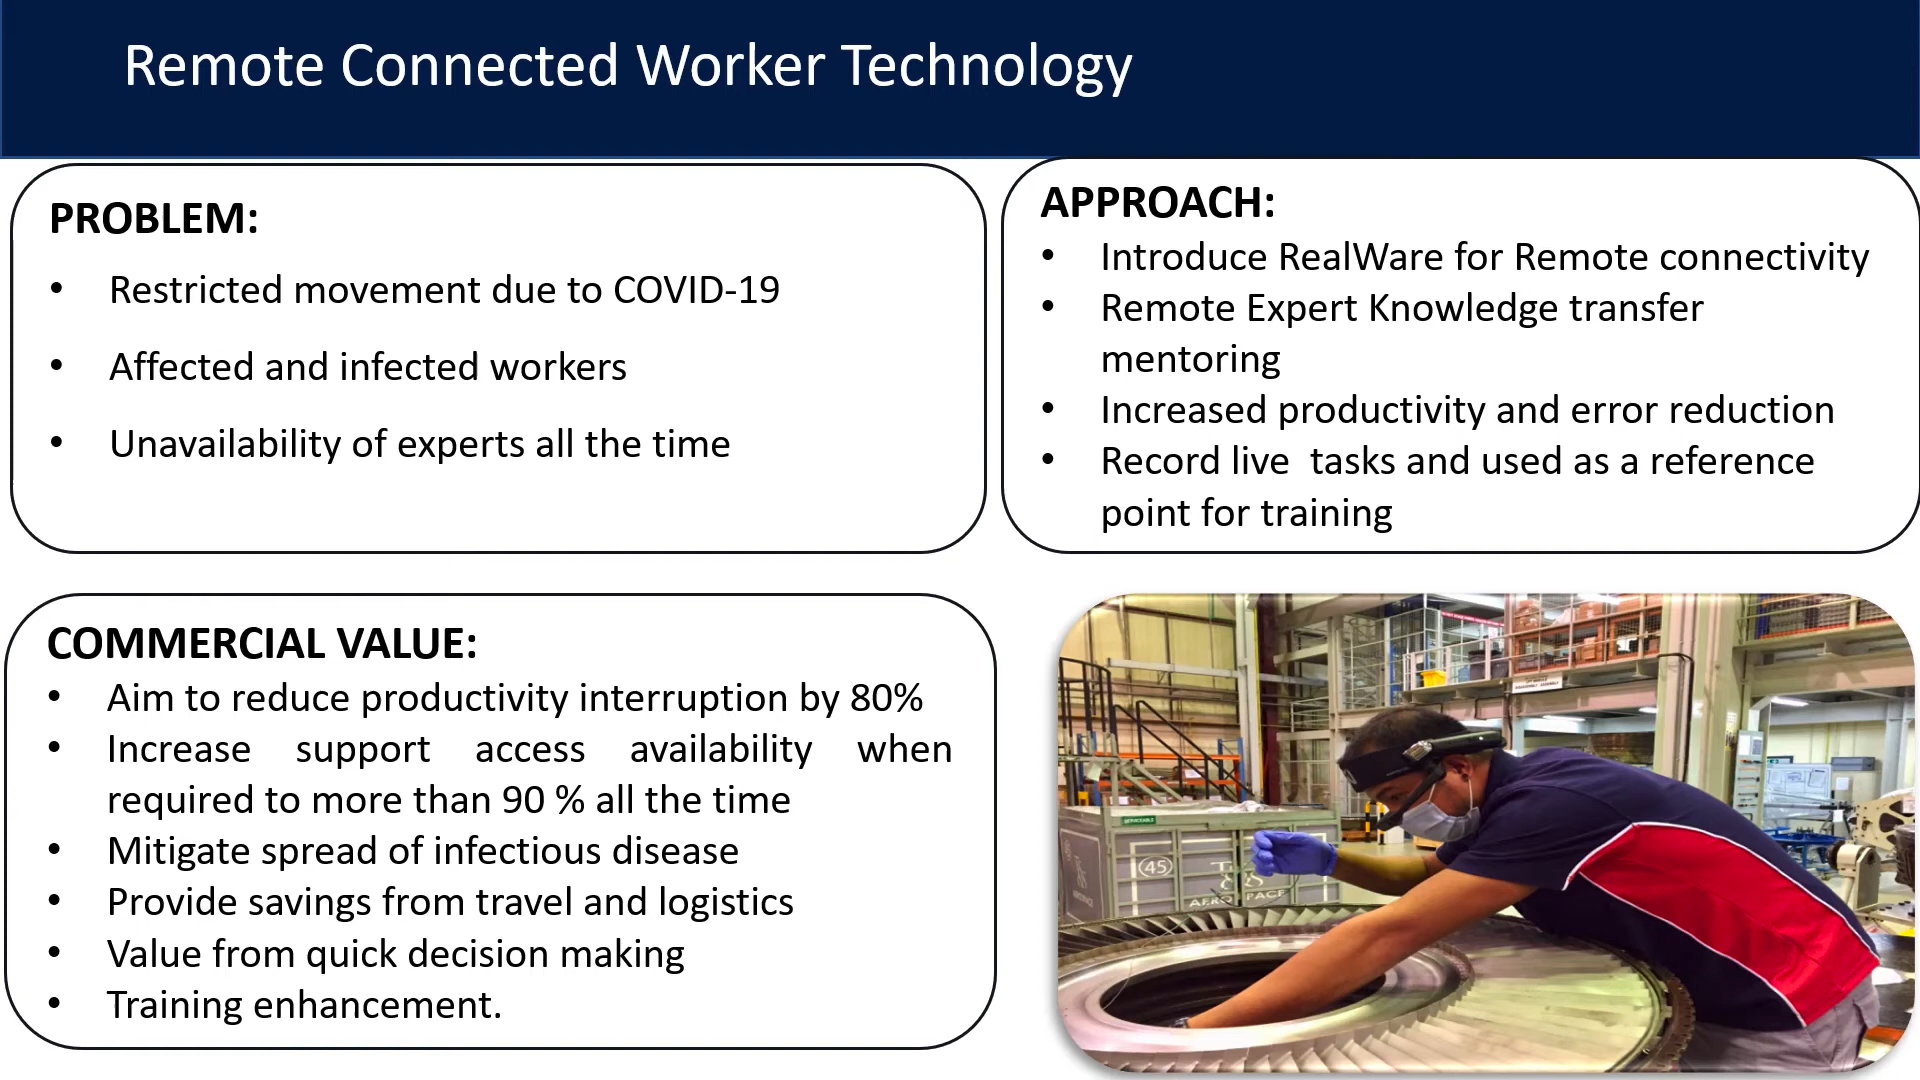 Remote Connected Worker Technology
PROBLEM:
• Restricted movement due to COVID-19
• Affected and infected workers
• Unavailability of experts all the time
APPROACH:
• Introduce RealWare for Remote connectivity
• Remote Expert Knowledge transfer
mentoring
• Increased productivity and error reduction
• Record live  tasks and used as a reference
point for training
COMMERCIAL VALUE:
• Aim to reduce productivity interruption by 80%
• Increase support access availability when
required to more than 90 % all the time
• Mitigate spread of infectious disease
• Provide savings from travel and logistics
• Value from quick decision making
• Training enhancement.
SERVICEABLE
45